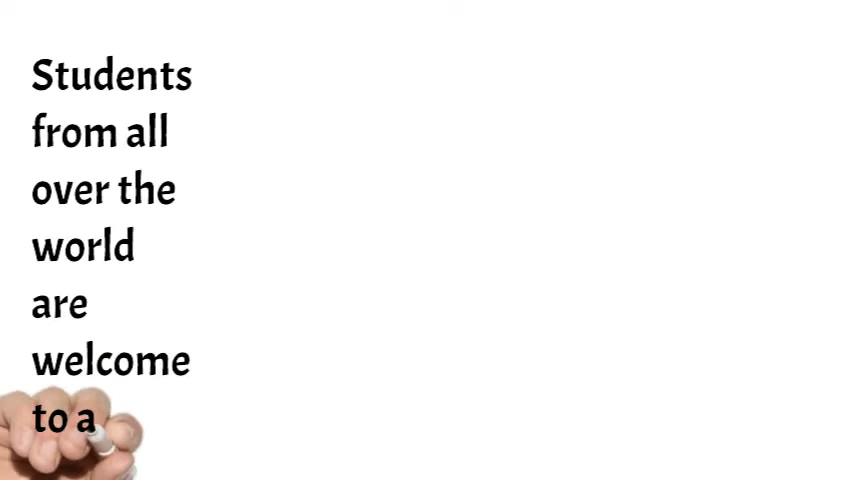 Students
from all
over the
world
are
welcome
to a